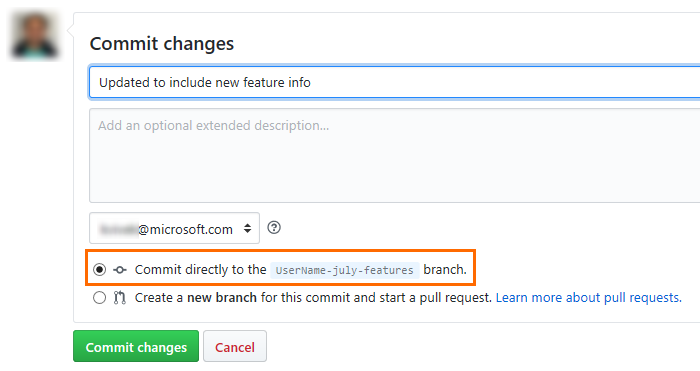 Commit changes
Updated to include new feature info
Add an optional extended description...
@microsoft.com
Commit directly to the UserName-july-features branch.
Create a new branch for this commit and start a pull request. Learn more about pull requests.
Commit changes Cancel